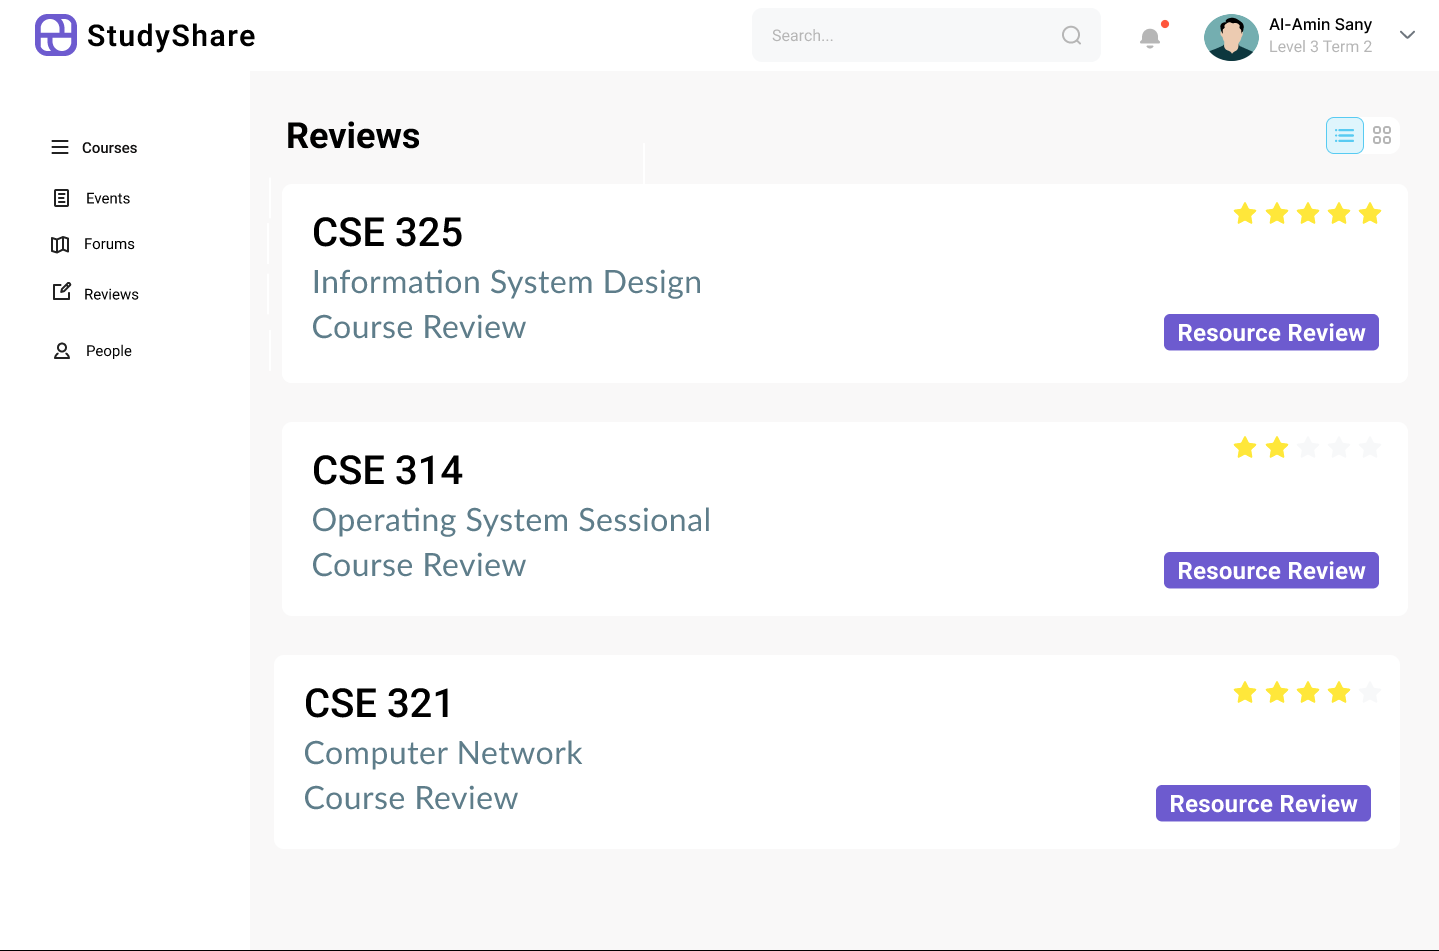 StudyShare
Search...
Al-Amin Sany
Level 3 Term 2
Courses
Events
Forums
Reviews
People
Reviews
CSE 325
Information System Design
Course Review
Resource Review
CSE 314
Operating System Sessional
Course Review
Resource Review
CSE 321
Computer Network
Course Review
Resource Review